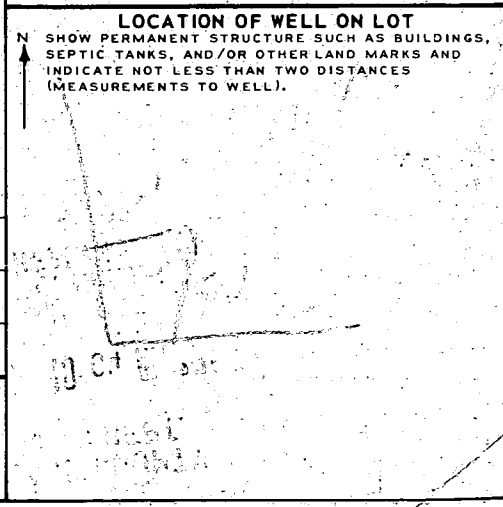 LOCATION OF WELL ON LOT
N SHOW PERMANENT STRUCTURE SUCH AS BUILDINGS,
SEPTIC TANKS, AND/OR OTHER LAND MARKS AND
INDICATE NOT LESS THAN TWO DISTANCES
(MEASUREMENTS TO WELL).